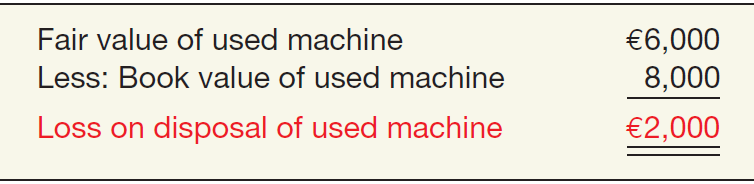 Fair value of used machine €6,000
Less: Book value of used machine 8,000
Loss on disposal of used machine €2,000